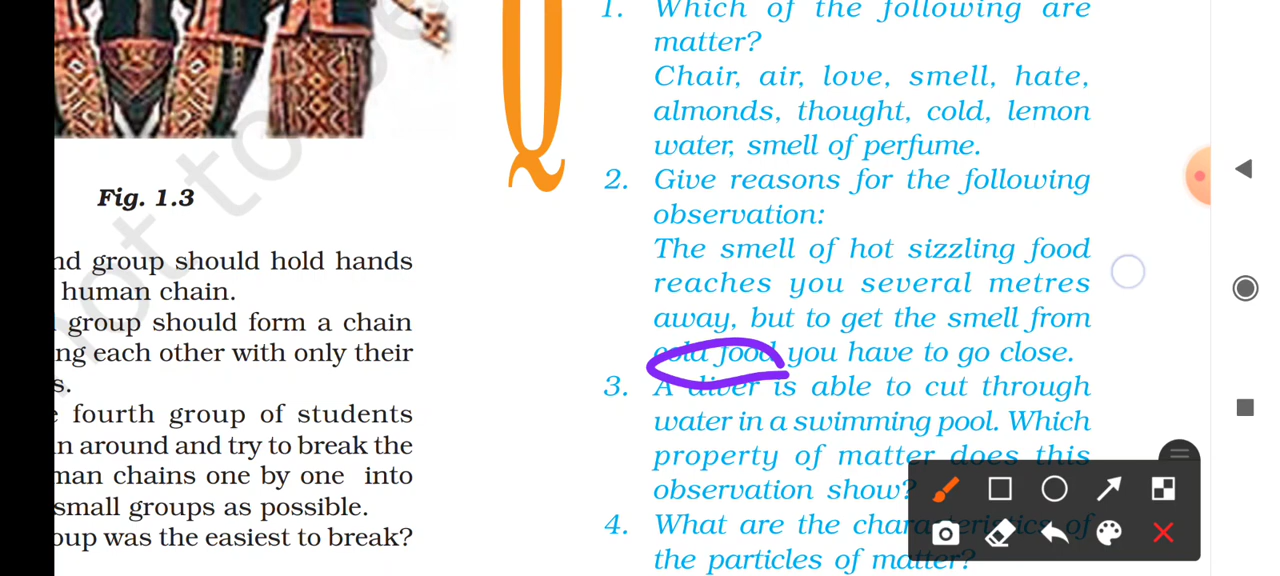 Fig. 1.3
nd group should hold hands
human chain.
group should form a chain
ng each other with only their
s.
fourth group of students
n around and try to break the
man chains one by one into
small groups as possible.
oup was the easiest to break?
not to
Q
1. Which of the following are
matter?
Chair, air, love, smell, hate,
almonds, thought, cold, lemon
water, smell of perfume.
2. Give reasons for the following
observation:
The smell of hot sizzling food
reaches you several metres
away, but to get the smell from
cold food you have to go close.
3. A diver is able to cut through
water in a swimming pool. Which
property of matter does this
observation show?
4. What are the characteristics of
the particles of matter?